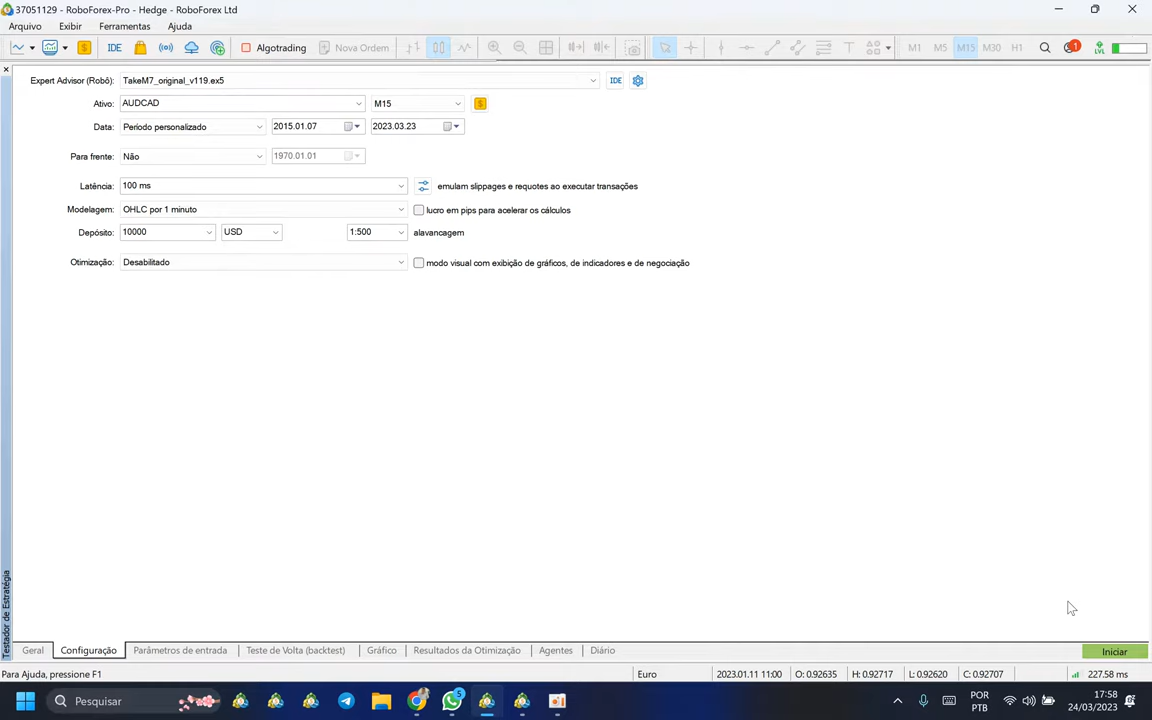 37051129 - RoboForex-Pro - Hedge - RoboForex Ltd
Arquivo Exibir Ferramentas Ajuda
IDE Algotrading Nova Ordem M1 M5 M15 M30 H1 1 LVL
Expert Advisor (Robô): TakeM7_original_v119.ex5 IDE
Ativo: AUDCAD M15
Data: Período personalizado 2015.01.07 2023.03.23
Para frente: Não 1970.01.01
Latência: 100 ms emulam slippages e requotes ao executar transações
Modelagem: OHLC por 1 minuto lucro em pips para acelerar os cálculos
Depósito: 10000 USD 1:500 alavancagem
Otimização: Desabilitado modo visual com exibição de gráficos, de indicadores e de negociação
Testador de Estratégia
Geral Configuração Parâmetros de entrada Teste de Volta (backtest) Gráfico Resultados da Otimização Agentes Diário Iniciar
Para Ajuda, pressione F1 Euro 2023.01.11 11:00 O: 0.92635 H: 0.92717 L: 0.92620 C: 0.92707 227.58 ms
Pesquisar 5 POR 17:58
PTB 24/03/2023